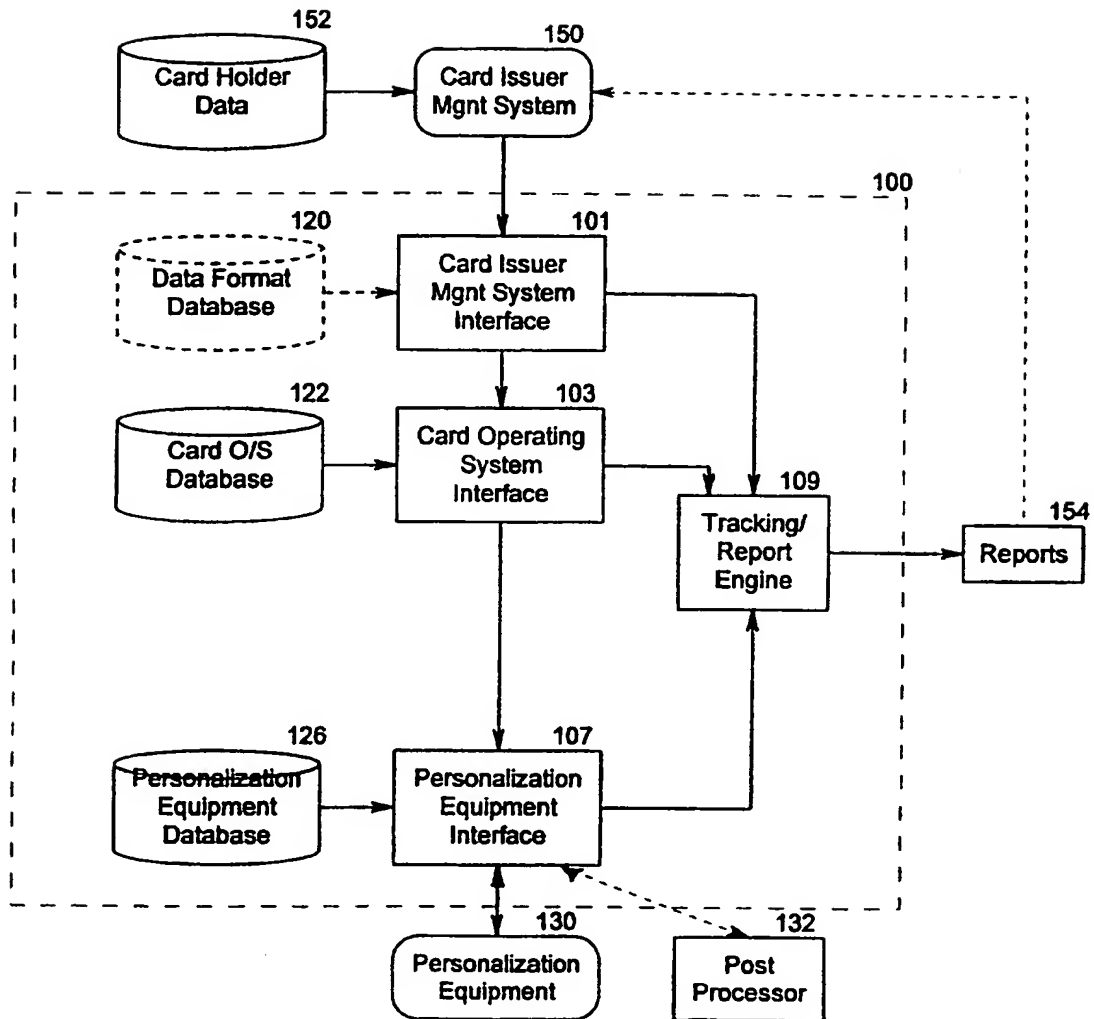 152
150
Card Holder
Data
Card Issuer
Mgnt System
100
120
101
Data Format
Database
Card Issuer
Mgnt System
Interface
122
103
Card O/S
Database
Card Operating
System
Interface
109
Tracking/
Report
Engine
154
Reports
126
107
Personalization
Equipment
Database
Personalization
Equipment
Interface
130
132
Personalization
Equipment
Post
Processor